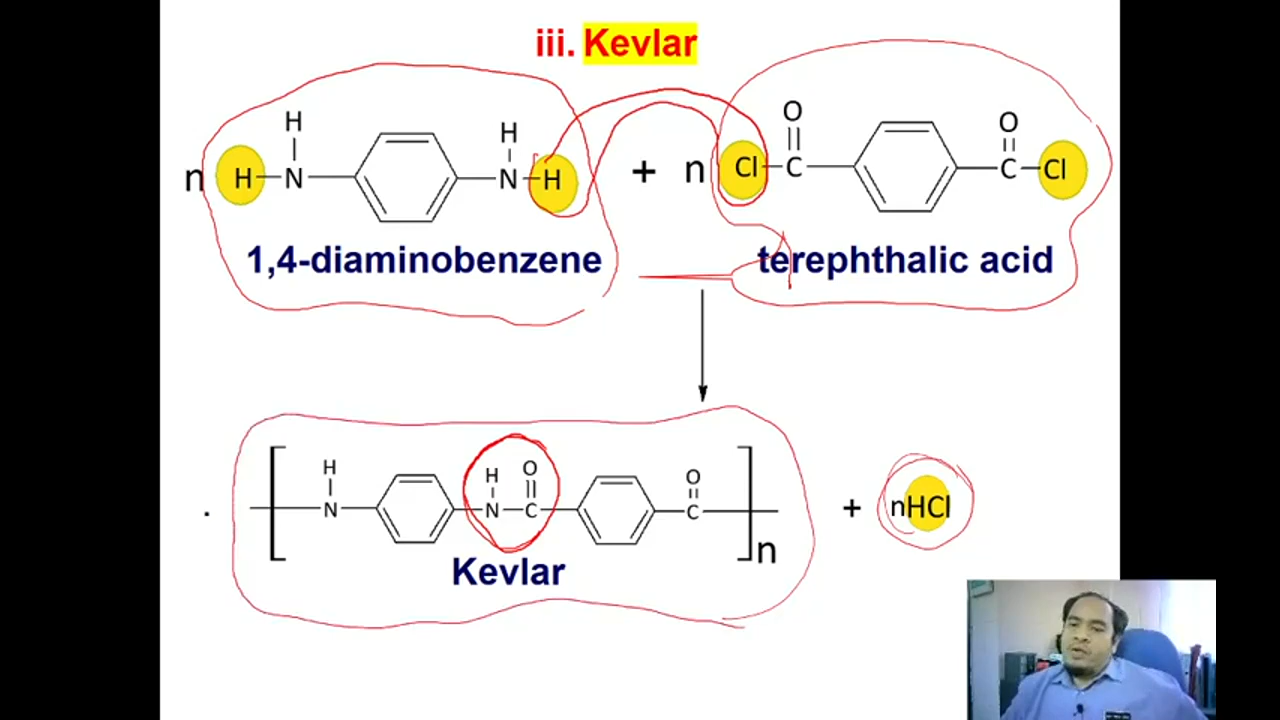 iii. Kevlar
H
H
O
O
n
H
N
N
H
+
n
Cl
C
C
Cl
1,4-diaminobenzene
terephthalic acid
H
H
O
O
.
N
N
C
C
n
+
nHCl
Kevlar